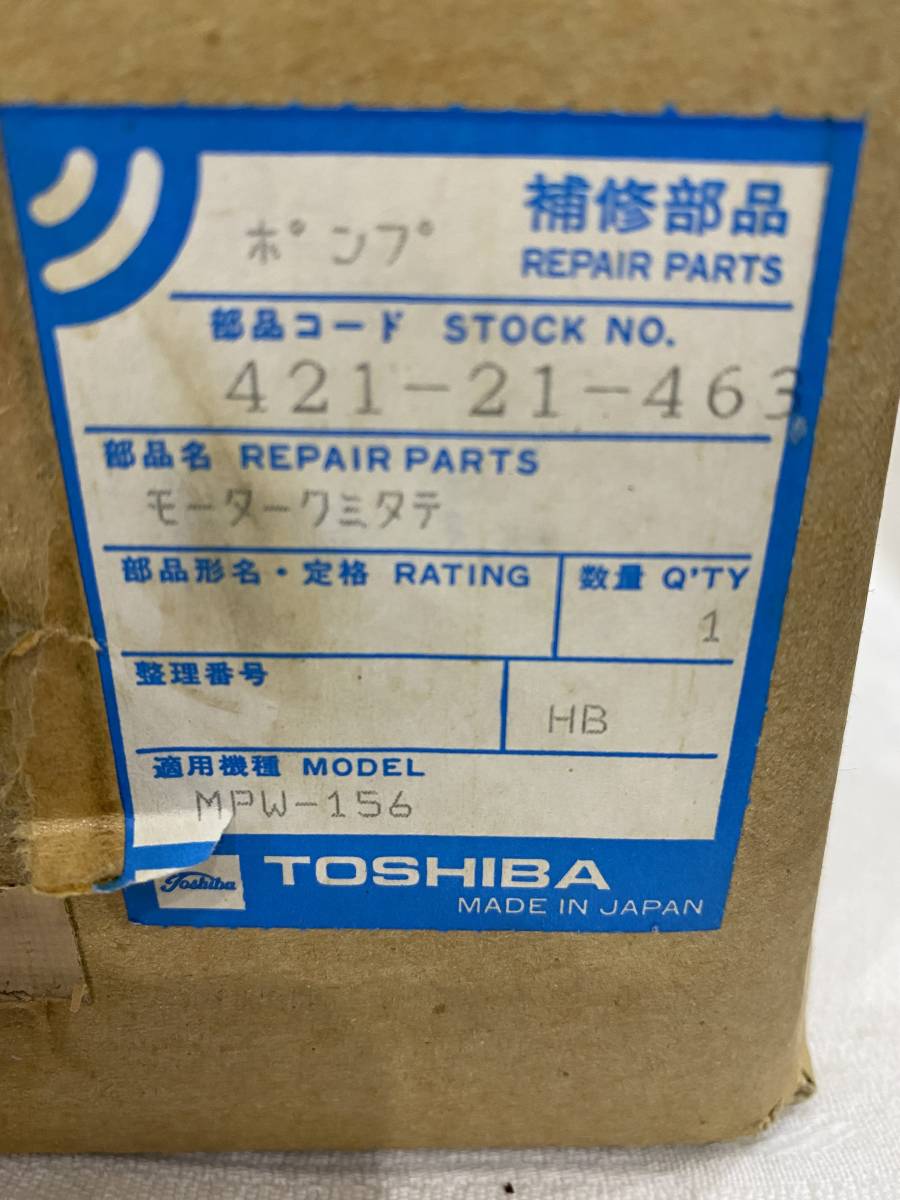 補修部品
ポンプ
REPAIR PARTS
部品コード STOCK NO.
421-21-463
部品名 REPAIR PARTS
モータークミタテ
部品形名・定格 RATING
数量 Q'TY
1
整理番号
HB
適用機種 MODEL
MPW-156
Toshiba TOSHIBA
MADE IN JAPAN